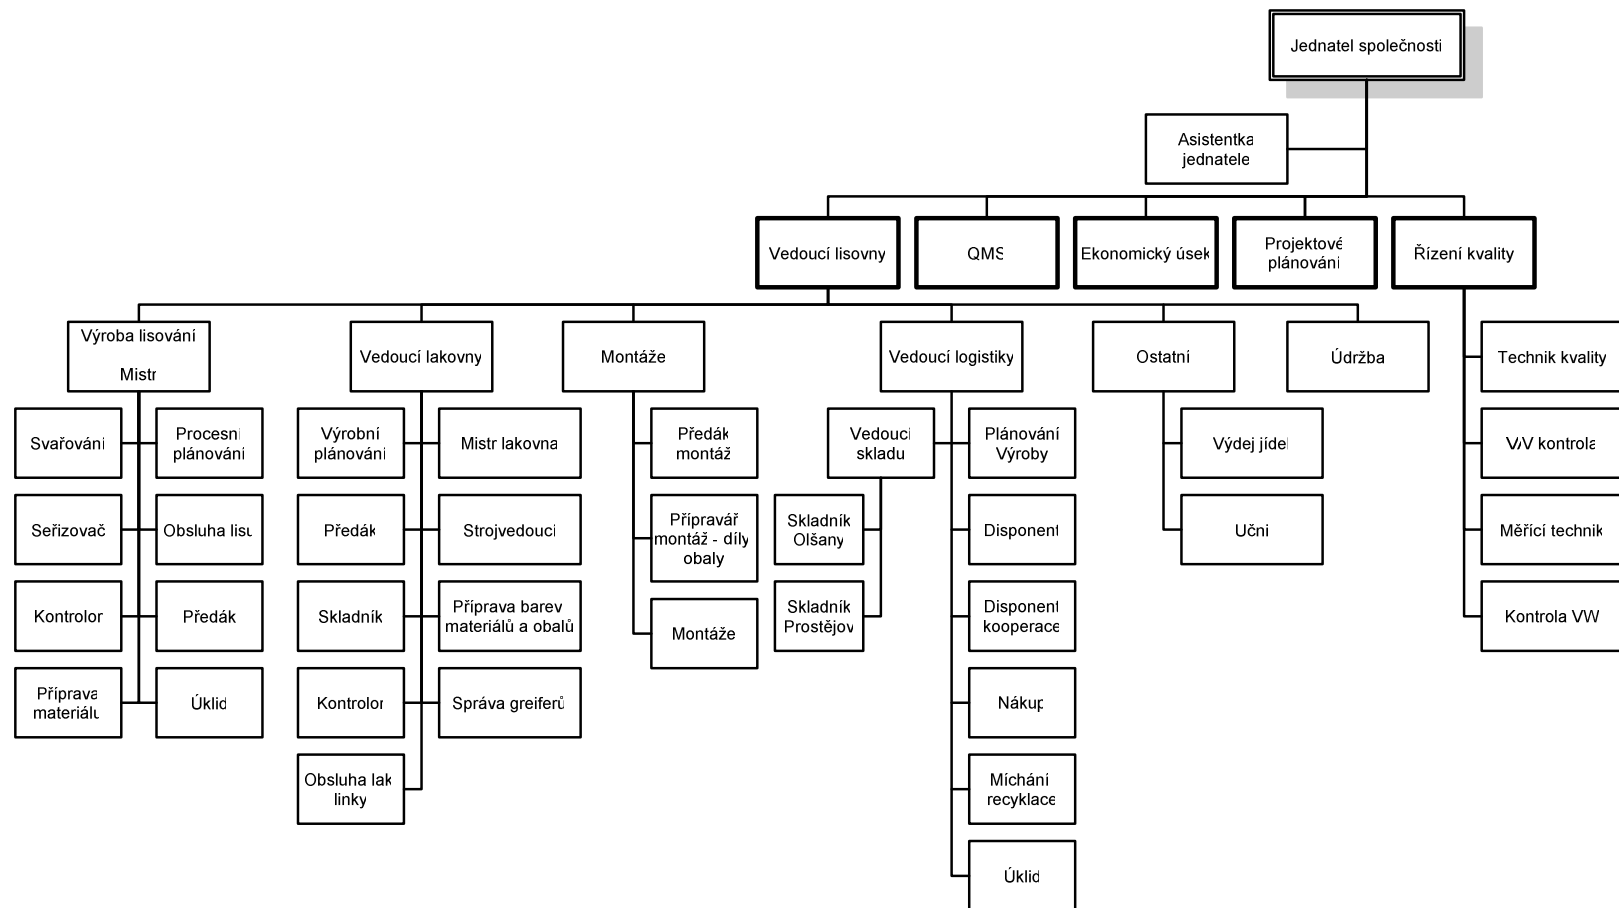 Jednatel společnosti
Asistentka
jednatele
Vedoucí lisovny
QMS
Ekonomický úsek
Projektové
plánování
Řízení kvality
Výroba lisování
Mistr
Vedoucí lakovny
Montáže
Vedoucí logistiky
Ostatní
Údržba
Technik kvality
Svařování
Procesní
plánování
Výrobní
plánování
Mistr lakovna
Předák
montáž
Vedoucí
skladu
Plánování
Výroby
Výdej jídel
V/V kontrola
Seřizovač
Obsluha lisu
Předák
Strojvedoucí
Přípravář
montáž - díly
obaly
Skladník
Olšany
Disponent
Učni
Měřící technik
Kontrolor
Předák
Skladník
Příprava barev
materiálů a obalů
Montáže
Skladník
Prostějov
Disponent
kooperace
Kontrola VW
Příprava
materiálu
Úklid
Kontrolor
Správa greiferů
Nákup
Obsluha lak
linky
Míchání
recyklace
Úklid